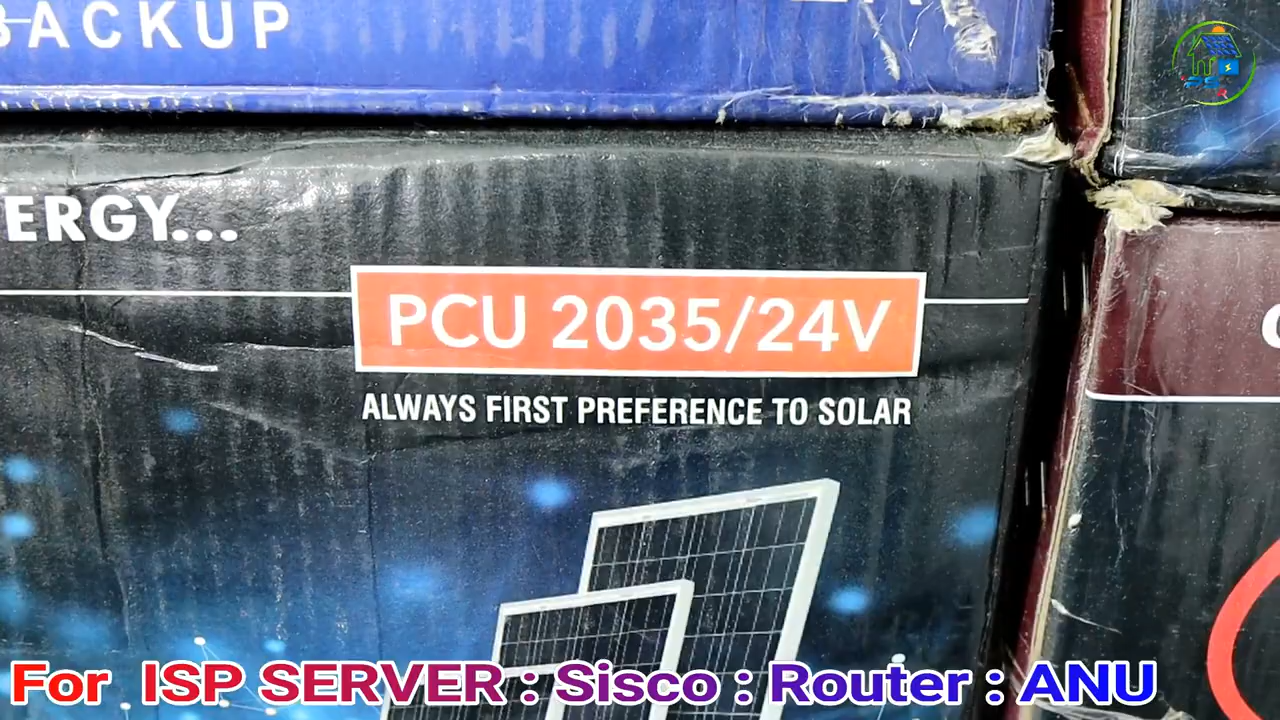 BACKUP
ERGY...
PCU 2035/24V
ALWAYS FIRST PREFERENCE TO SOLAR
For ISP SERVER : Sisco : Router : ANU